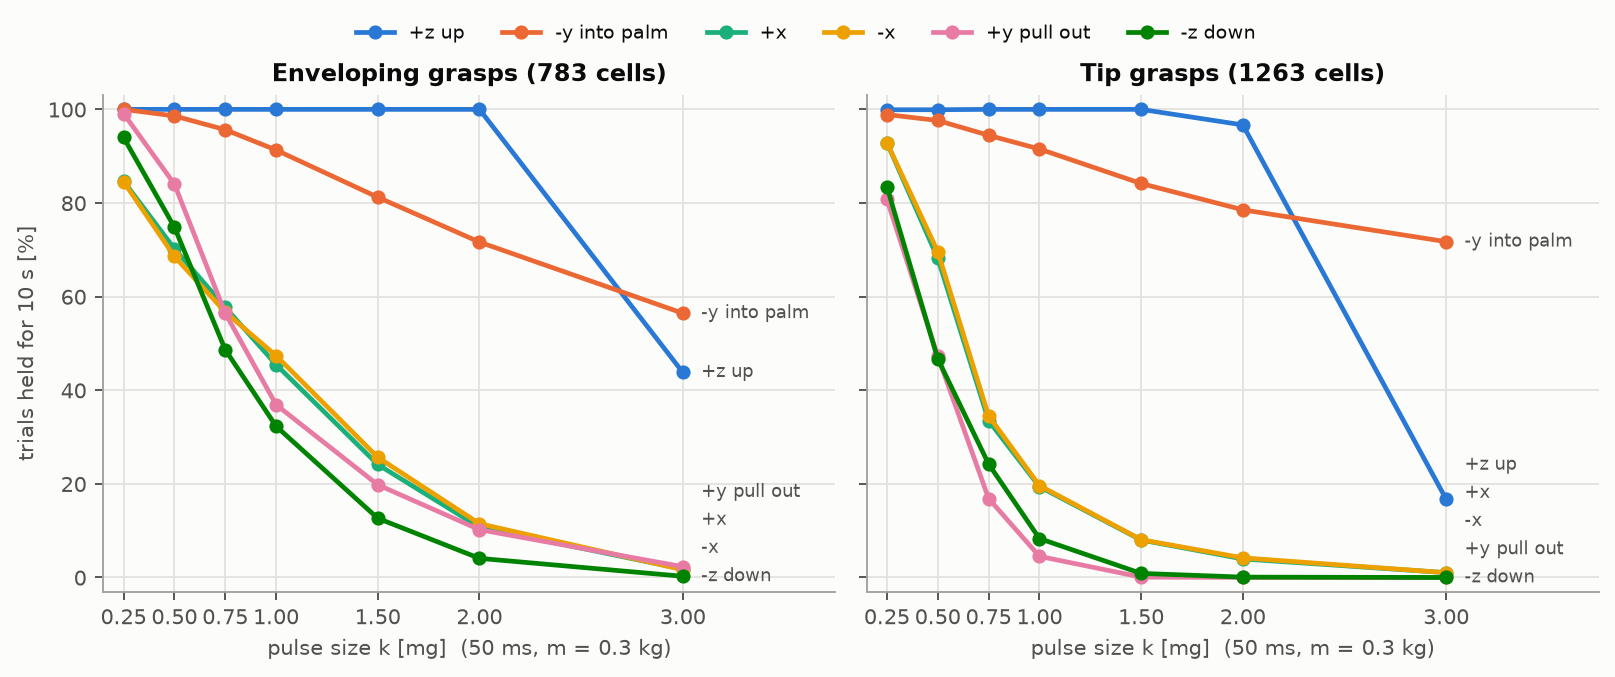 +z up
-y into palm
+x
-x
+y pull out
-z down
Enveloping grasps (783 cells)
trials held for 10 s [%]
100
80
60
40
20
0
-y into palm
+z up
+y pull out
+x
-x
-z down
0.25 0.50 0.75 1.00 1.50 2.00 3.00
pulse size k [mg]  (50 ms, m = 0.3 kg)
Tip grasps (1263 cells)
-y into palm
+z up
+x
-x
+y pull out
-z down
0.25 0.50 0.75 1.00 1.50 2.00 3.00
pulse size k [mg]  (50 ms, m = 0.3 kg)